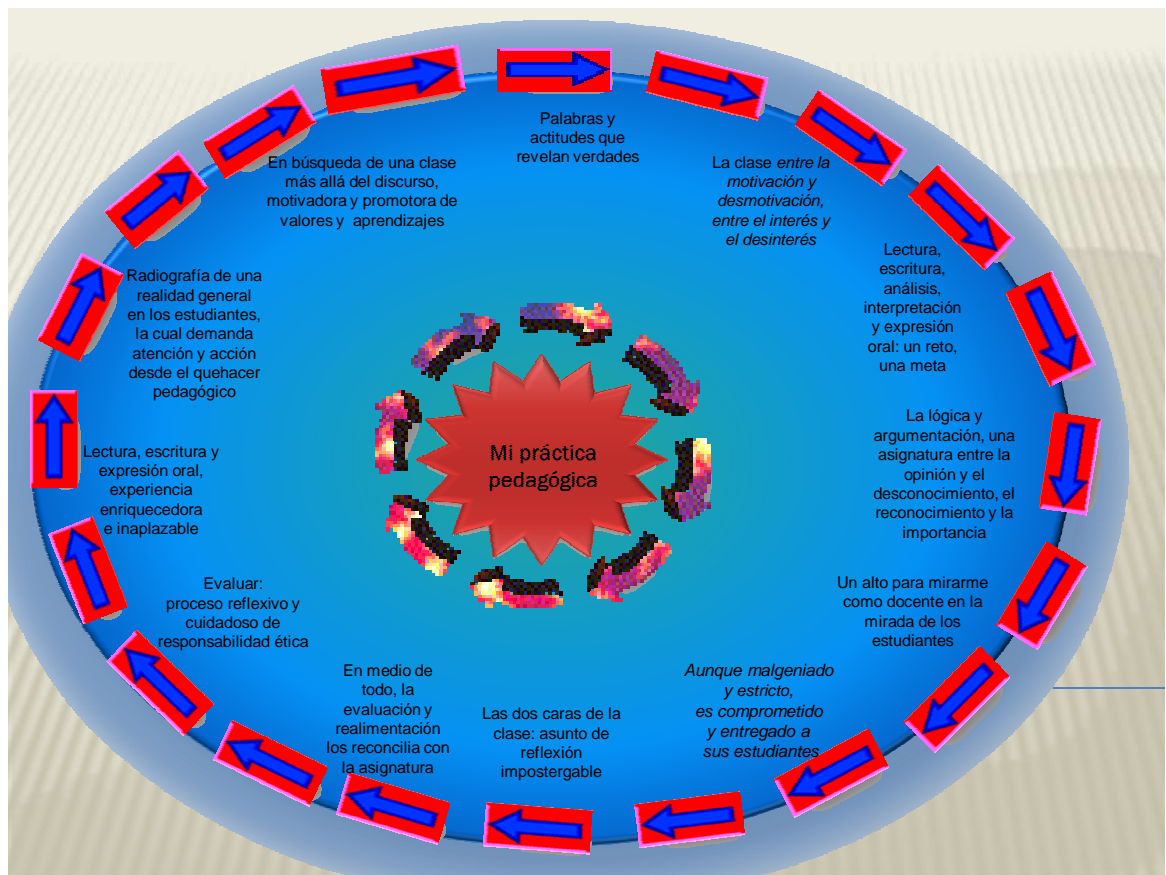 Palabras y
actitudes que
revelan verdades
La clase entre la
motivación y
desmotivación,
entre el interés y
el desinterés
Lectura,
escritura,
análisis,
interpretación
y expresión
oral: un reto,
una meta
La lógica y
argumentación, una
asignatura entre la
opinión y el
desconocimiento, el
reconocimiento y la
importancia
Un alto para mirarme
como docente en la
mirada de los
estudiantes
Aunque malgeniado
y estricto,
es comprometido
y entregado a
sus estudiantes
Las dos caras de la
clase: asunto de
reflexión
impostergable
En medio de
todo, la
evaluación y
realimentación
los reconcilia con
la asignatura
Evaluar:
proceso reflexivo y
cuidadoso de
responsabilidad ética
Lectura, escritura y
expresión oral,
experiencia
enriquecedora
e inaplazable
Radiografía de una
realidad general
en los estudiantes,
la cual demanda
atención y acción
desde el quehacer
pedagógico
En búsqueda de una clase
más allá del discurso,
motivadora y promotora de
valores y aprendizajes
Mi práctica
pedagógica